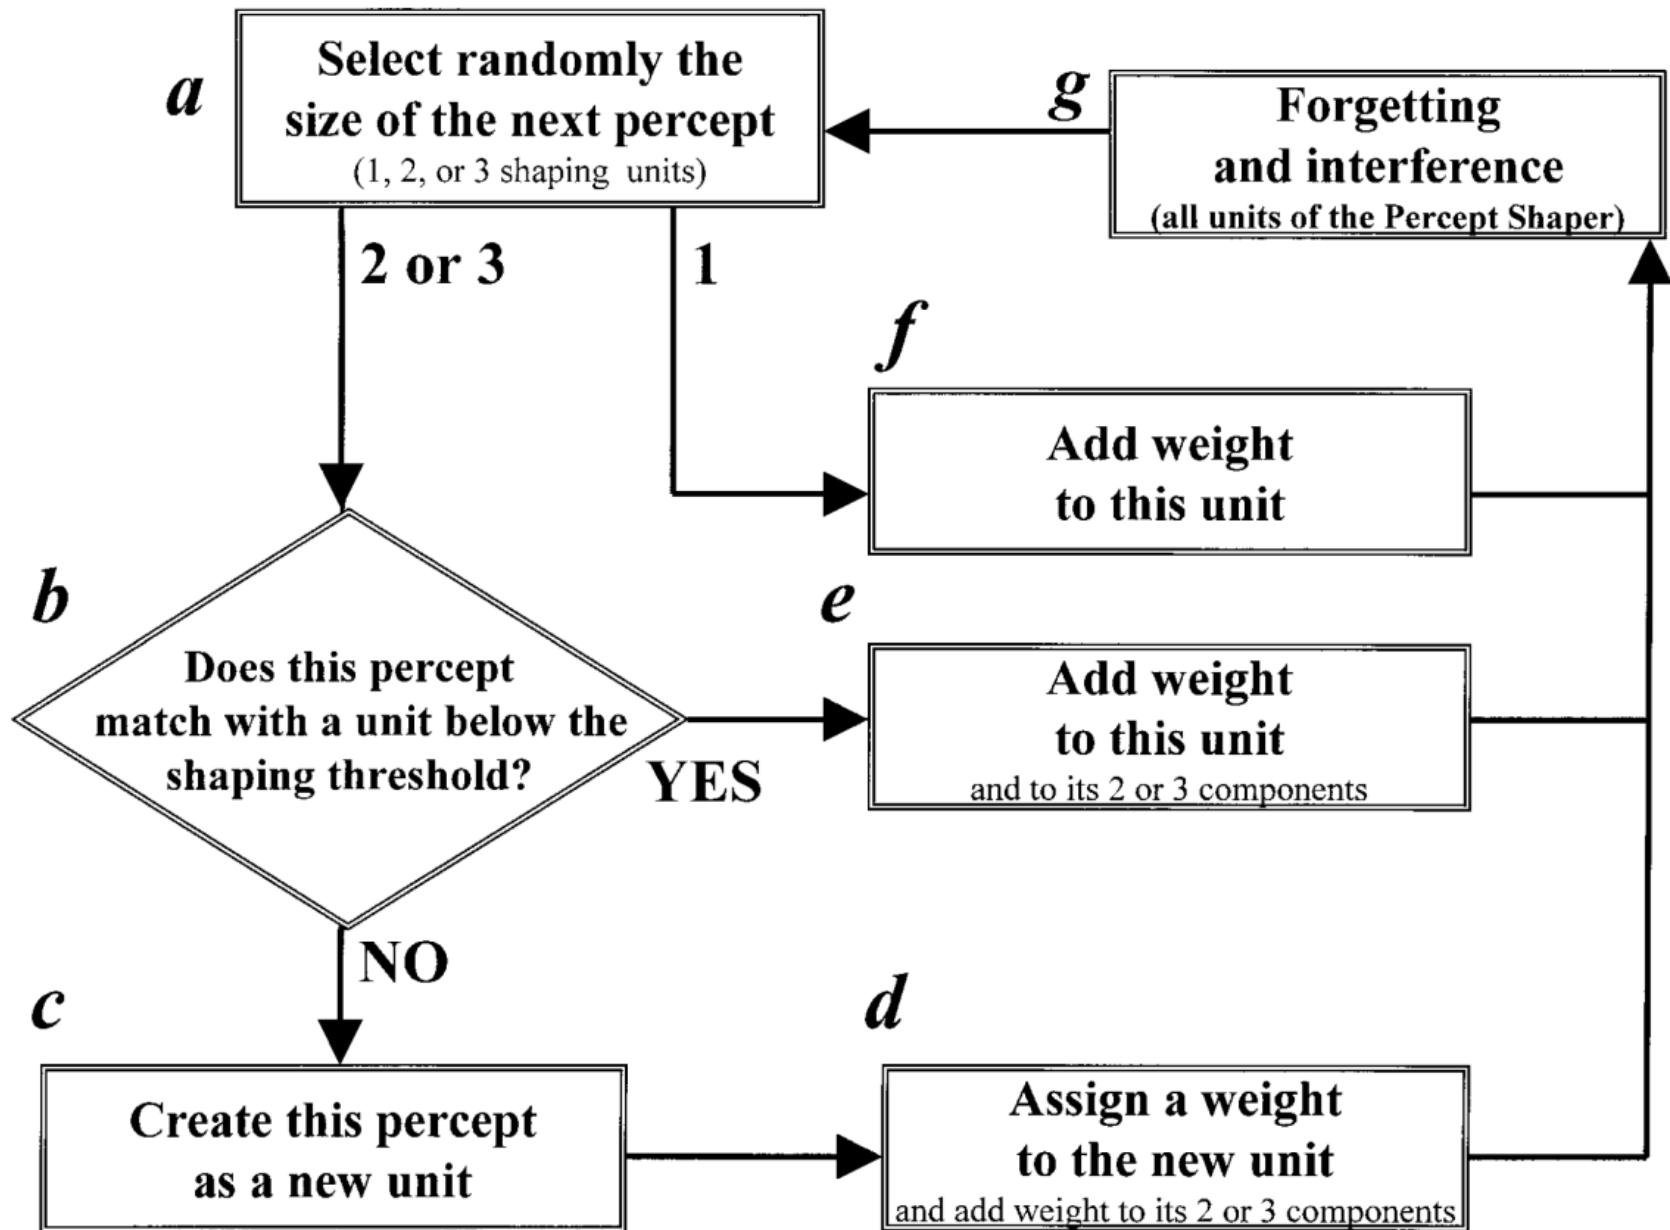 a
Select randomly the
size of the next percept
(1, 2, or 3 shaping units)
g
Forgetting
and interference
(all units of the Percept Shaper)
2 or 3
1
f
Add weight
to this unit
b
Does this percept
match with a unit below the
shaping threshold?
YES
e
Add weight
to this unit
and to its 2 or 3 components
NO
c
Create this percept
as a new unit
d
Assign a weight
to the new unit
and add weight to its 2 or 3 components